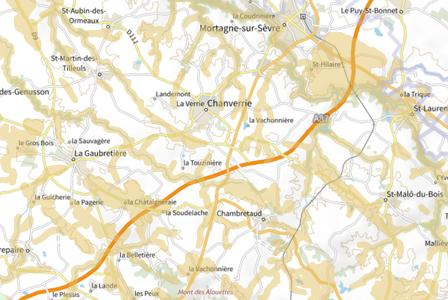 St-Aubin-des-
Ormeaux
la Coudrinière
Mortagne-sur-Sèvre
Le Puy-St-Bonnet
D9
D117
St-Martin-des-
Tilleuls
St-Hilaire
des-Genusson
Landemont
La Verrie
Chanverrie
la Trique
St-Lauren
la Vachonnière
A87
le Gros Bois
la Sauvagère
La Gaubretière
la Touzinière
la Guicherie
la Pagerie
la Châtaigneraie
la Soudelache
Chambretaud
St-Malô-du-Bois
repaire
la Belletière
Mallié
la Vachonnière
la Lande
le Plessis
les Peux
Mont des Alouettes